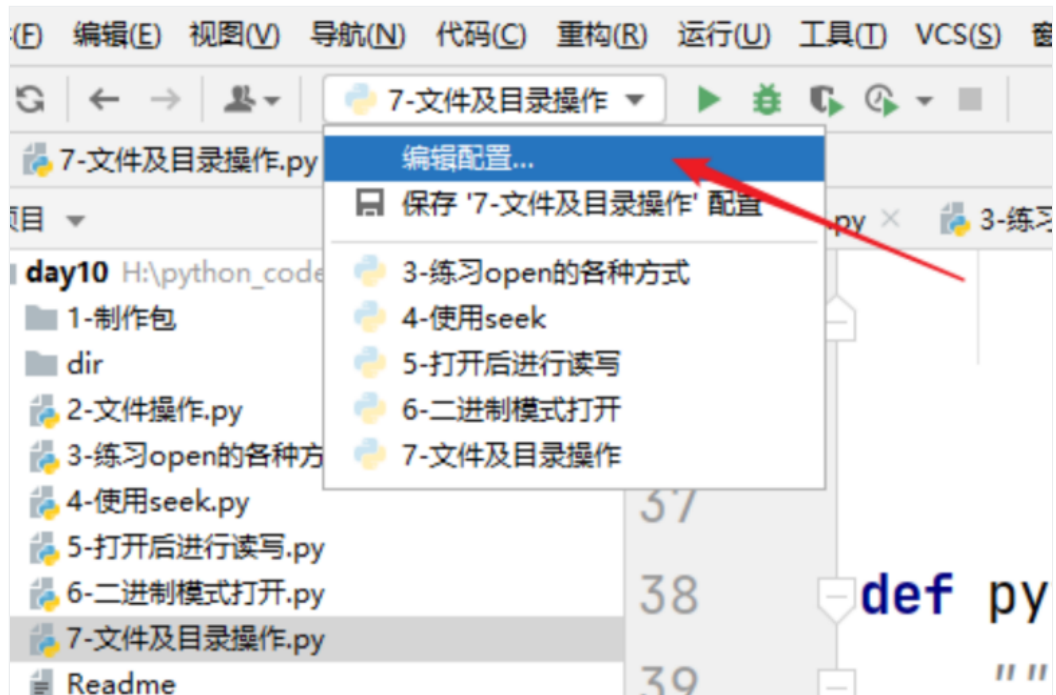 (F) 编辑(E) 视图(V) 导航(N) 代码(C) 重构(R) 运行(U) 工具(T) VCS(S)
7-文件及目录操作
7-文件及目录操作.py
编辑配置...
保存 '7-文件及目录操作' 配置
.py
3-练习
day10 H:\python_code
3-练习open的各种方式
1-制作包
4-使用seek
dir
5-打开后进行读写
2-文件操作.py
6-二进制模式打开
3-练习open的各种方
7-文件及目录操作
4-使用seek.py
37
5-打开后进行读写.py
6-二进制模式打开.py
38 def py
7-文件及目录操作.py
Readme
39 ""